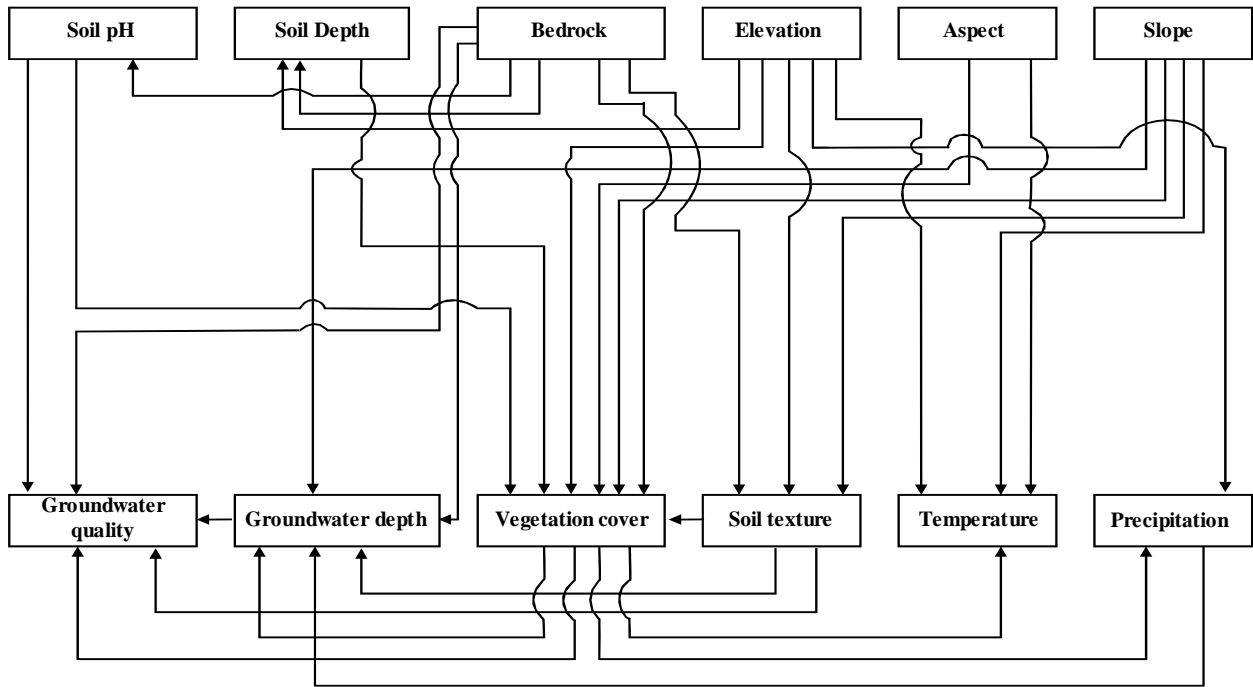 Soil pH
Soil Depth
Bedrock
Elevation
Aspect
Slope
Groundwater
quality
Groundwater depth
Vegetation cover
Soil texture
Temperature
Precipitation